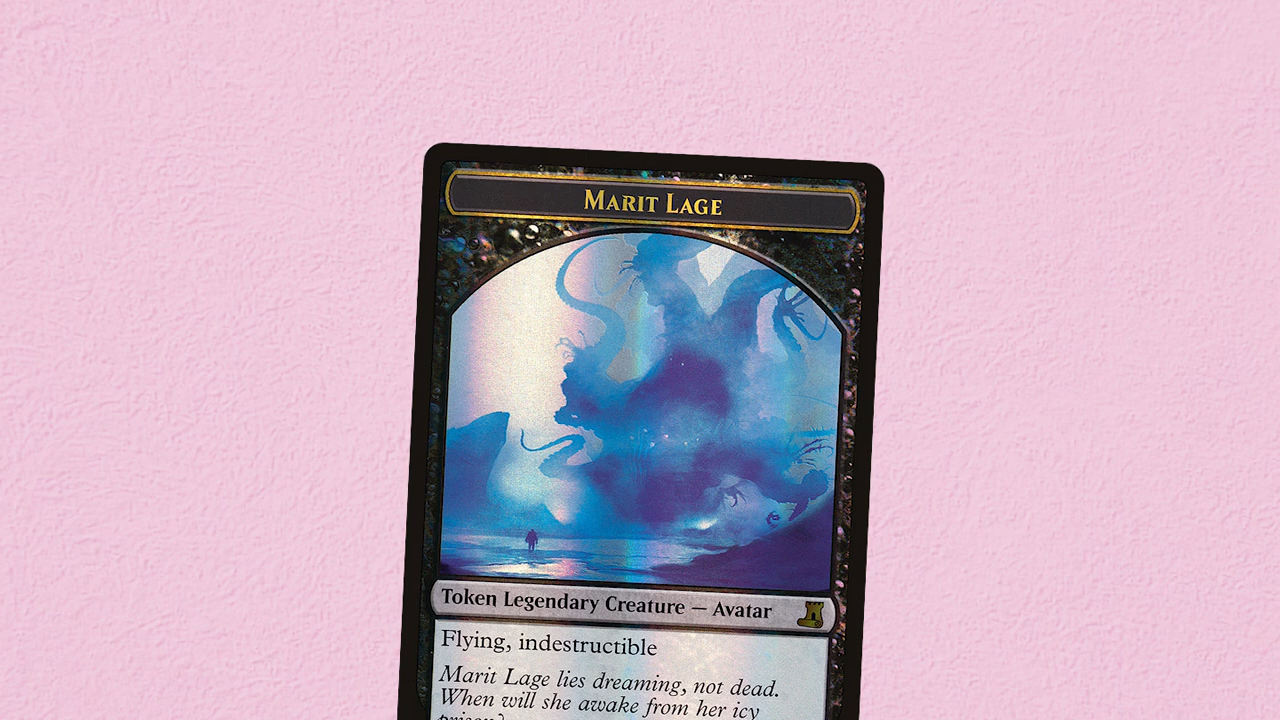 Marit Lage
Token Legendary Creature — Avatar
Flying, indestructible
Marit Lage lies dreaming, not dead.
When will she awake from her icy
prison?